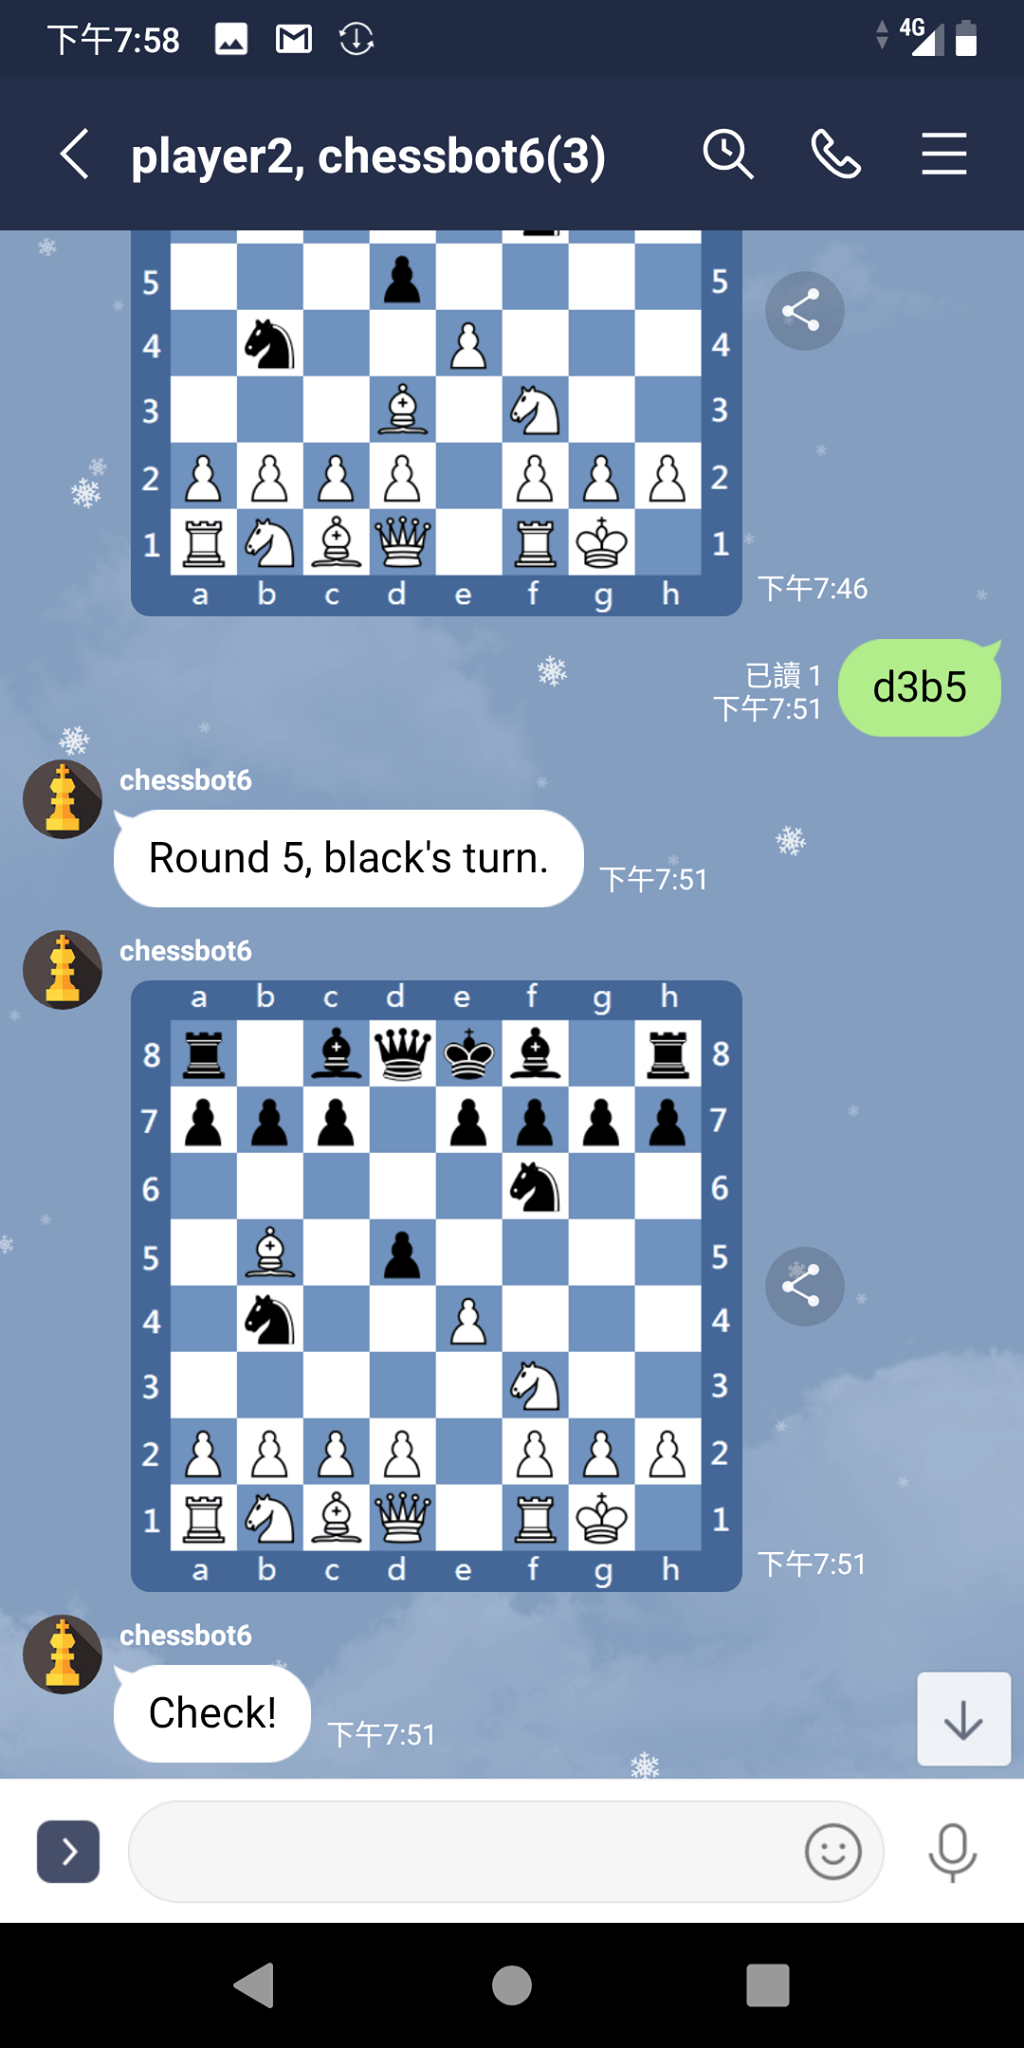 下午7:58
4G
player2, chessbot6(3)
5 5
4 4
3 3
2 2
1 1
a b c d e f g h
下午7:46
已讀 1
下午7:51
d3b5
chessbot6
Round 5, black's turn.
下午7:51
chessbot6
a b c d e f g h
8 8
7 7
6 6
5 5
4 4
3 3
2 2
1 1
a b c d e f g h
下午7:51
chessbot6
Check!
下午7:51